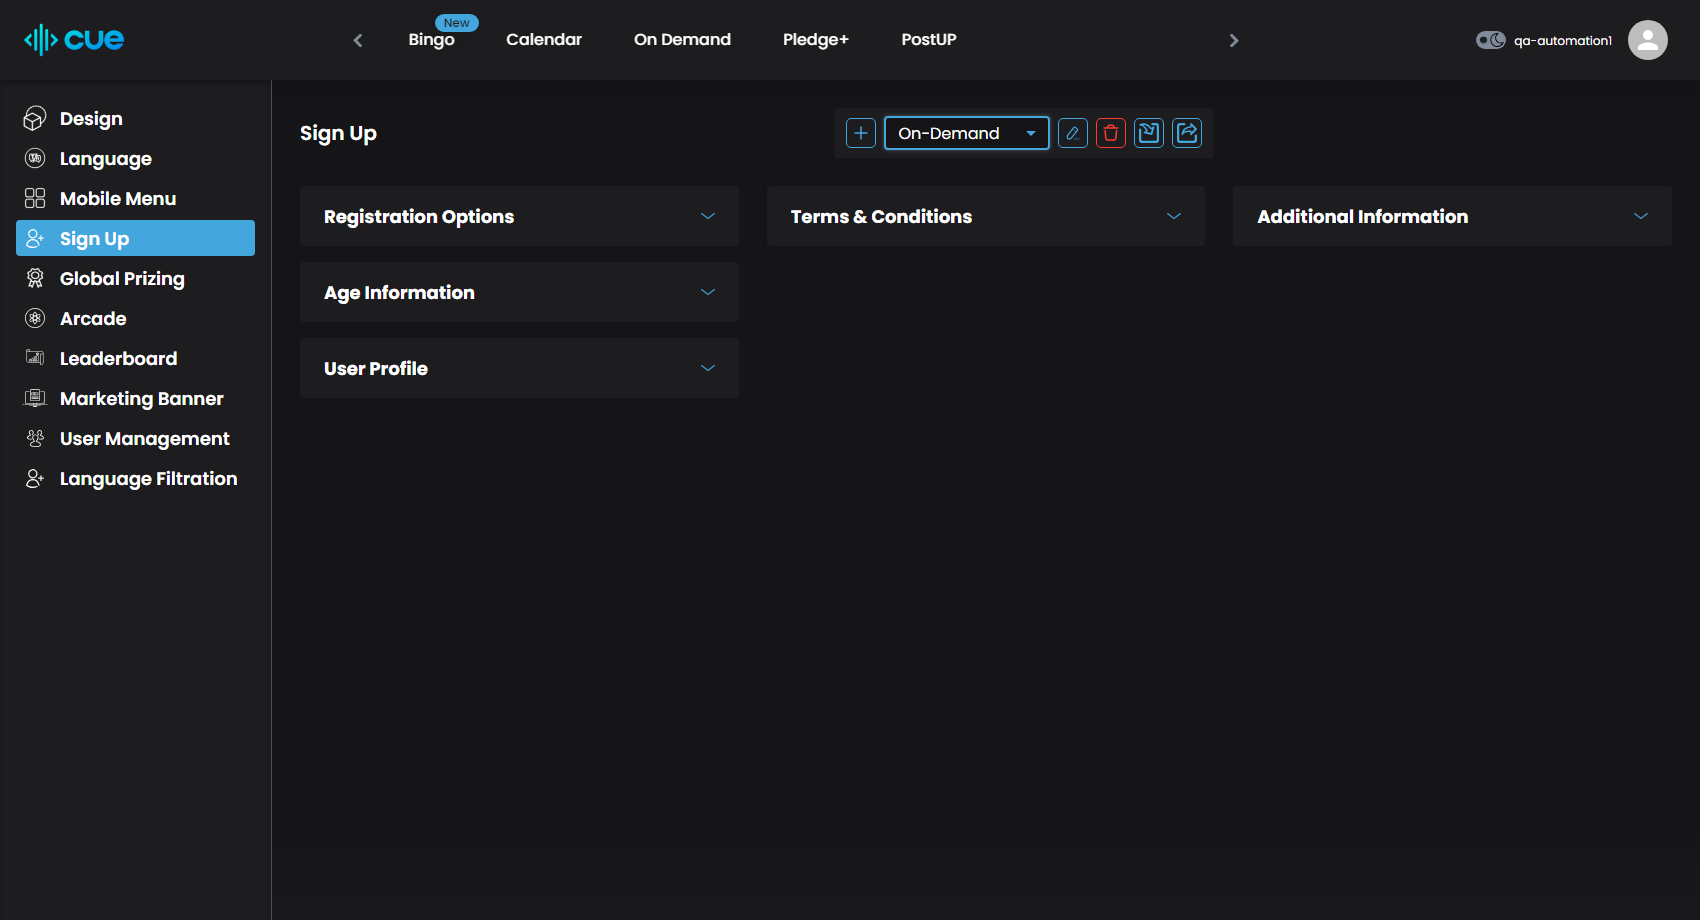 cue
New
Bingo
Calendar
On Demand
Pledge+
PostUP
qa-automation1
Design
Language
Mobile Menu
Sign Up
Global Prizing
Arcade
Leaderboard
Marketing Banner
User Management
Language Filtration
Sign Up
On-Demand
Registration Options
Terms & Conditions
Additional Information
Age Information
User Profile